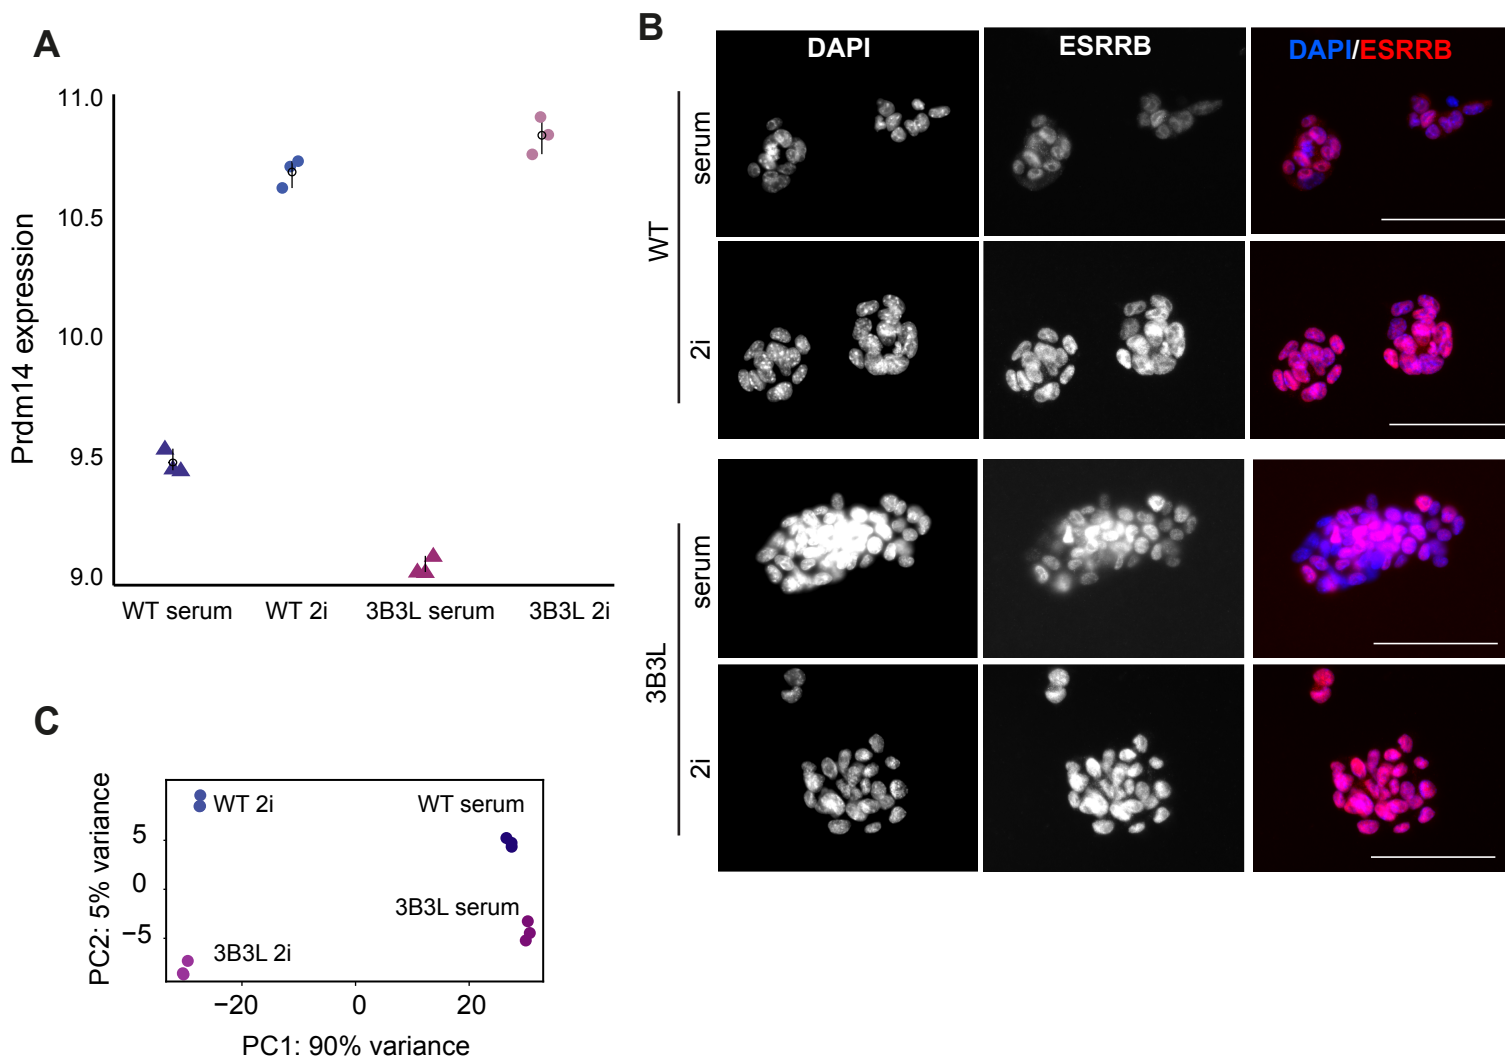 A
11.0
10.5
10.0
9.5
9.0
Prdm14 expression
WT serum
WT 2i
3B3L serum
3B3L 2i
B
DAPI
ESRRB
DAPI/ESRRB
serum
2i
WT
serum
2i
3B3L
C
WT 2i
WT serum
3B3L serum
3B3L 2i
5
0
−5
PC2: 5% variance
−20
0
20
PC1: 90% variance